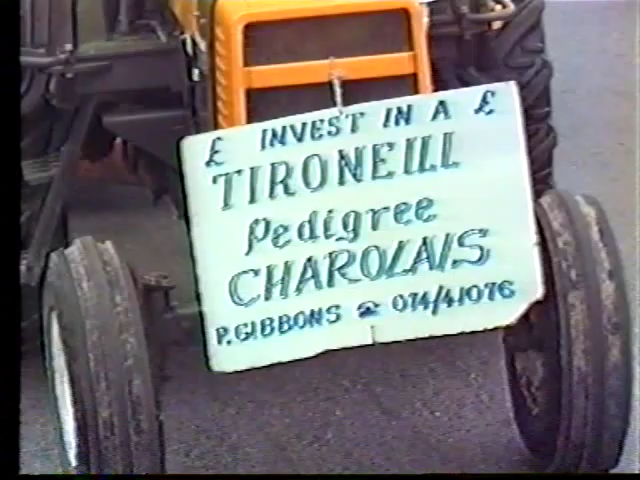 £ INVEST IN A £
TIRONEILL
Pedigree
CHAROLAIS
P. GIBBONS ☎ 074/41076